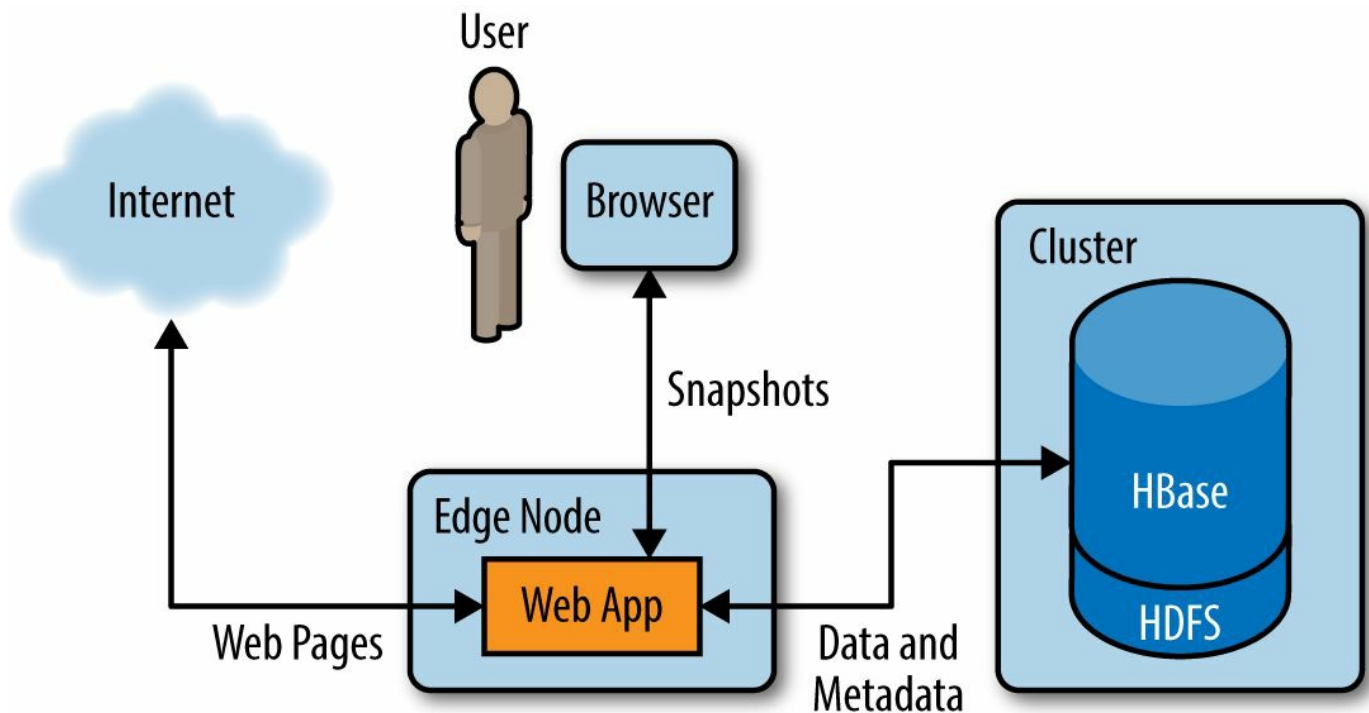 User
Internet
Browser
Cluster
Snapshots
HBase
Edge Node
Web App
HDFS
Web Pages
Data and
Metadata